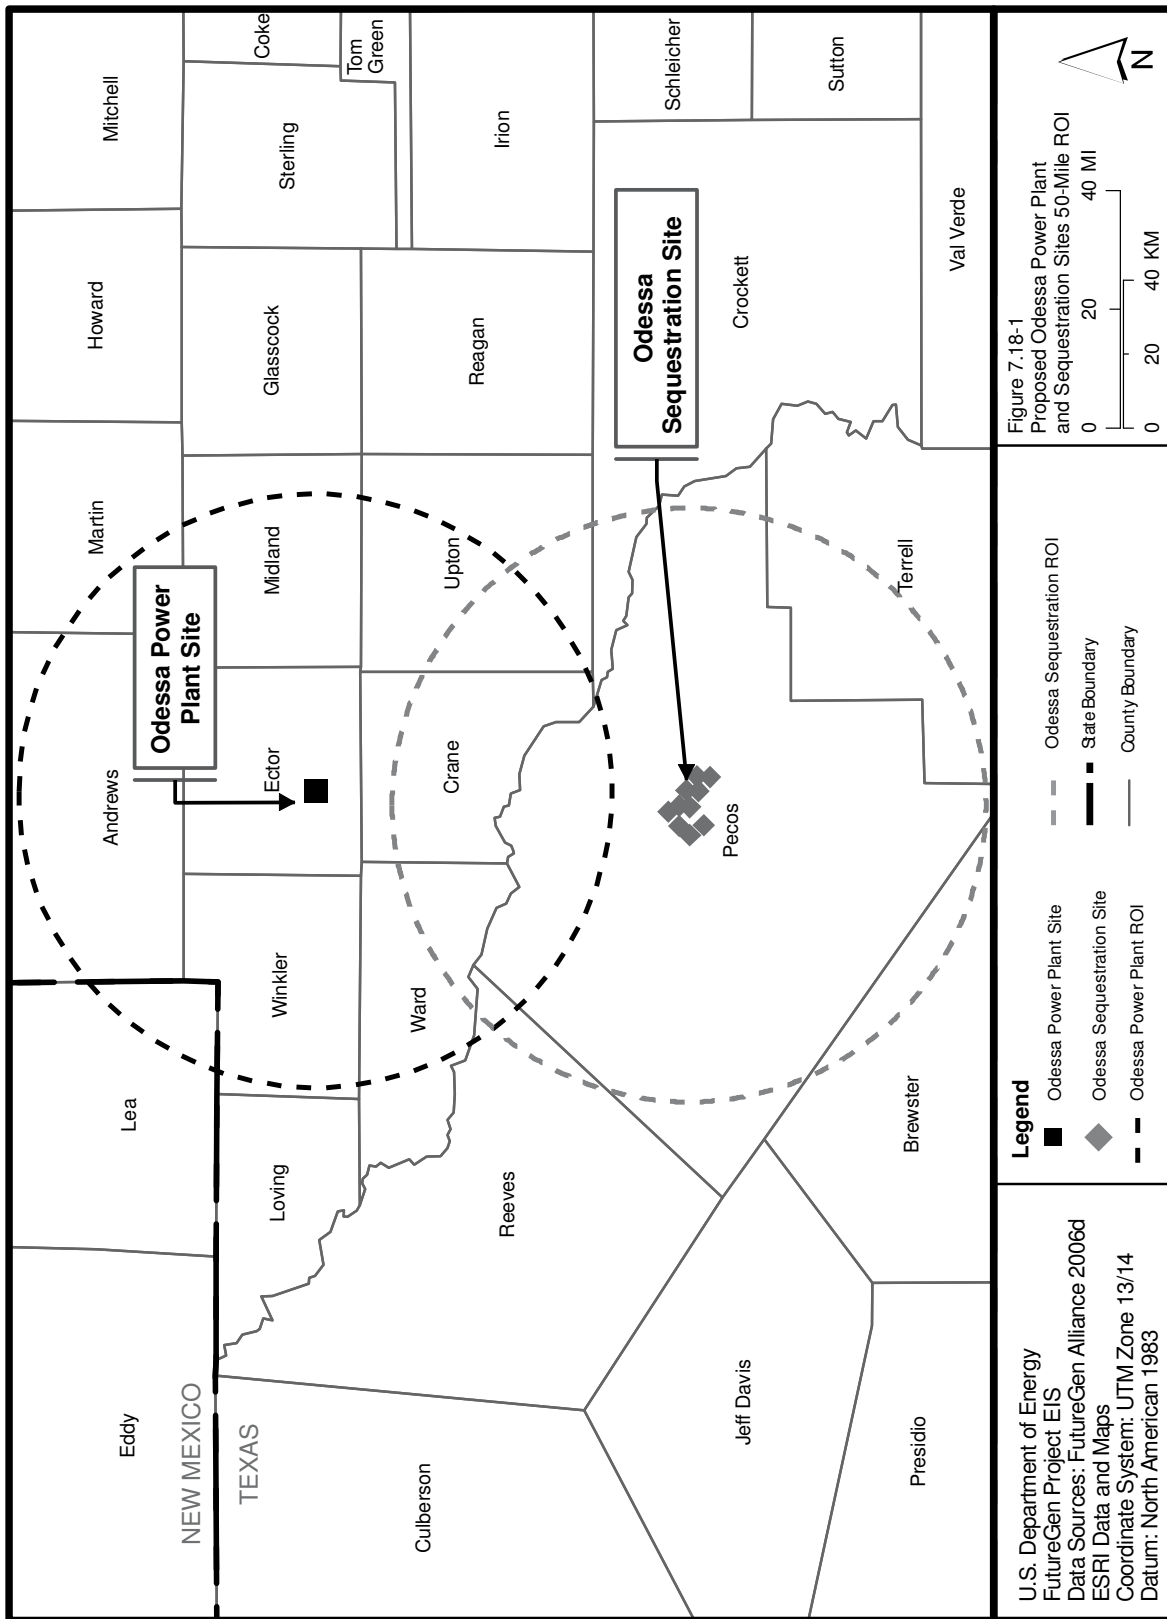 Eddy
Lea
Andrews
Martin
Howard
Mitchell
NEW MEXICO
TEXAS
Odessa Power
Plant Site
Loving
Winkler
Ector
Midland
Glasscock
Sterling
Coke
Tom
Green
Culberson
Reeves
Ward
Crane
Upton
Reagan
Irion
Odessa
Sequestration Site
Jeff Davis
Pecos
Crockett
Schleicher
Presidio
Brewster
Terrell
Sutton
Val Verde
U.S. Department of Energy
FutureGen Project EIS
Data Sources: FutureGen Alliance 2006d
ESRI Data and Maps
Coordinate System: UTM Zone 13/14
Datum: North American 1983
Legend
Odessa Power Plant Site
Odessa Sequestration Site
Odessa Power Plant ROI
Odessa Sequestration ROI
State Boundary
County Boundary
Figure 7.18-1
Proposed Odessa Power Plant
and Sequestration Sites 50-Mile ROI
0 20 40 MI
0 20 40 KM
N